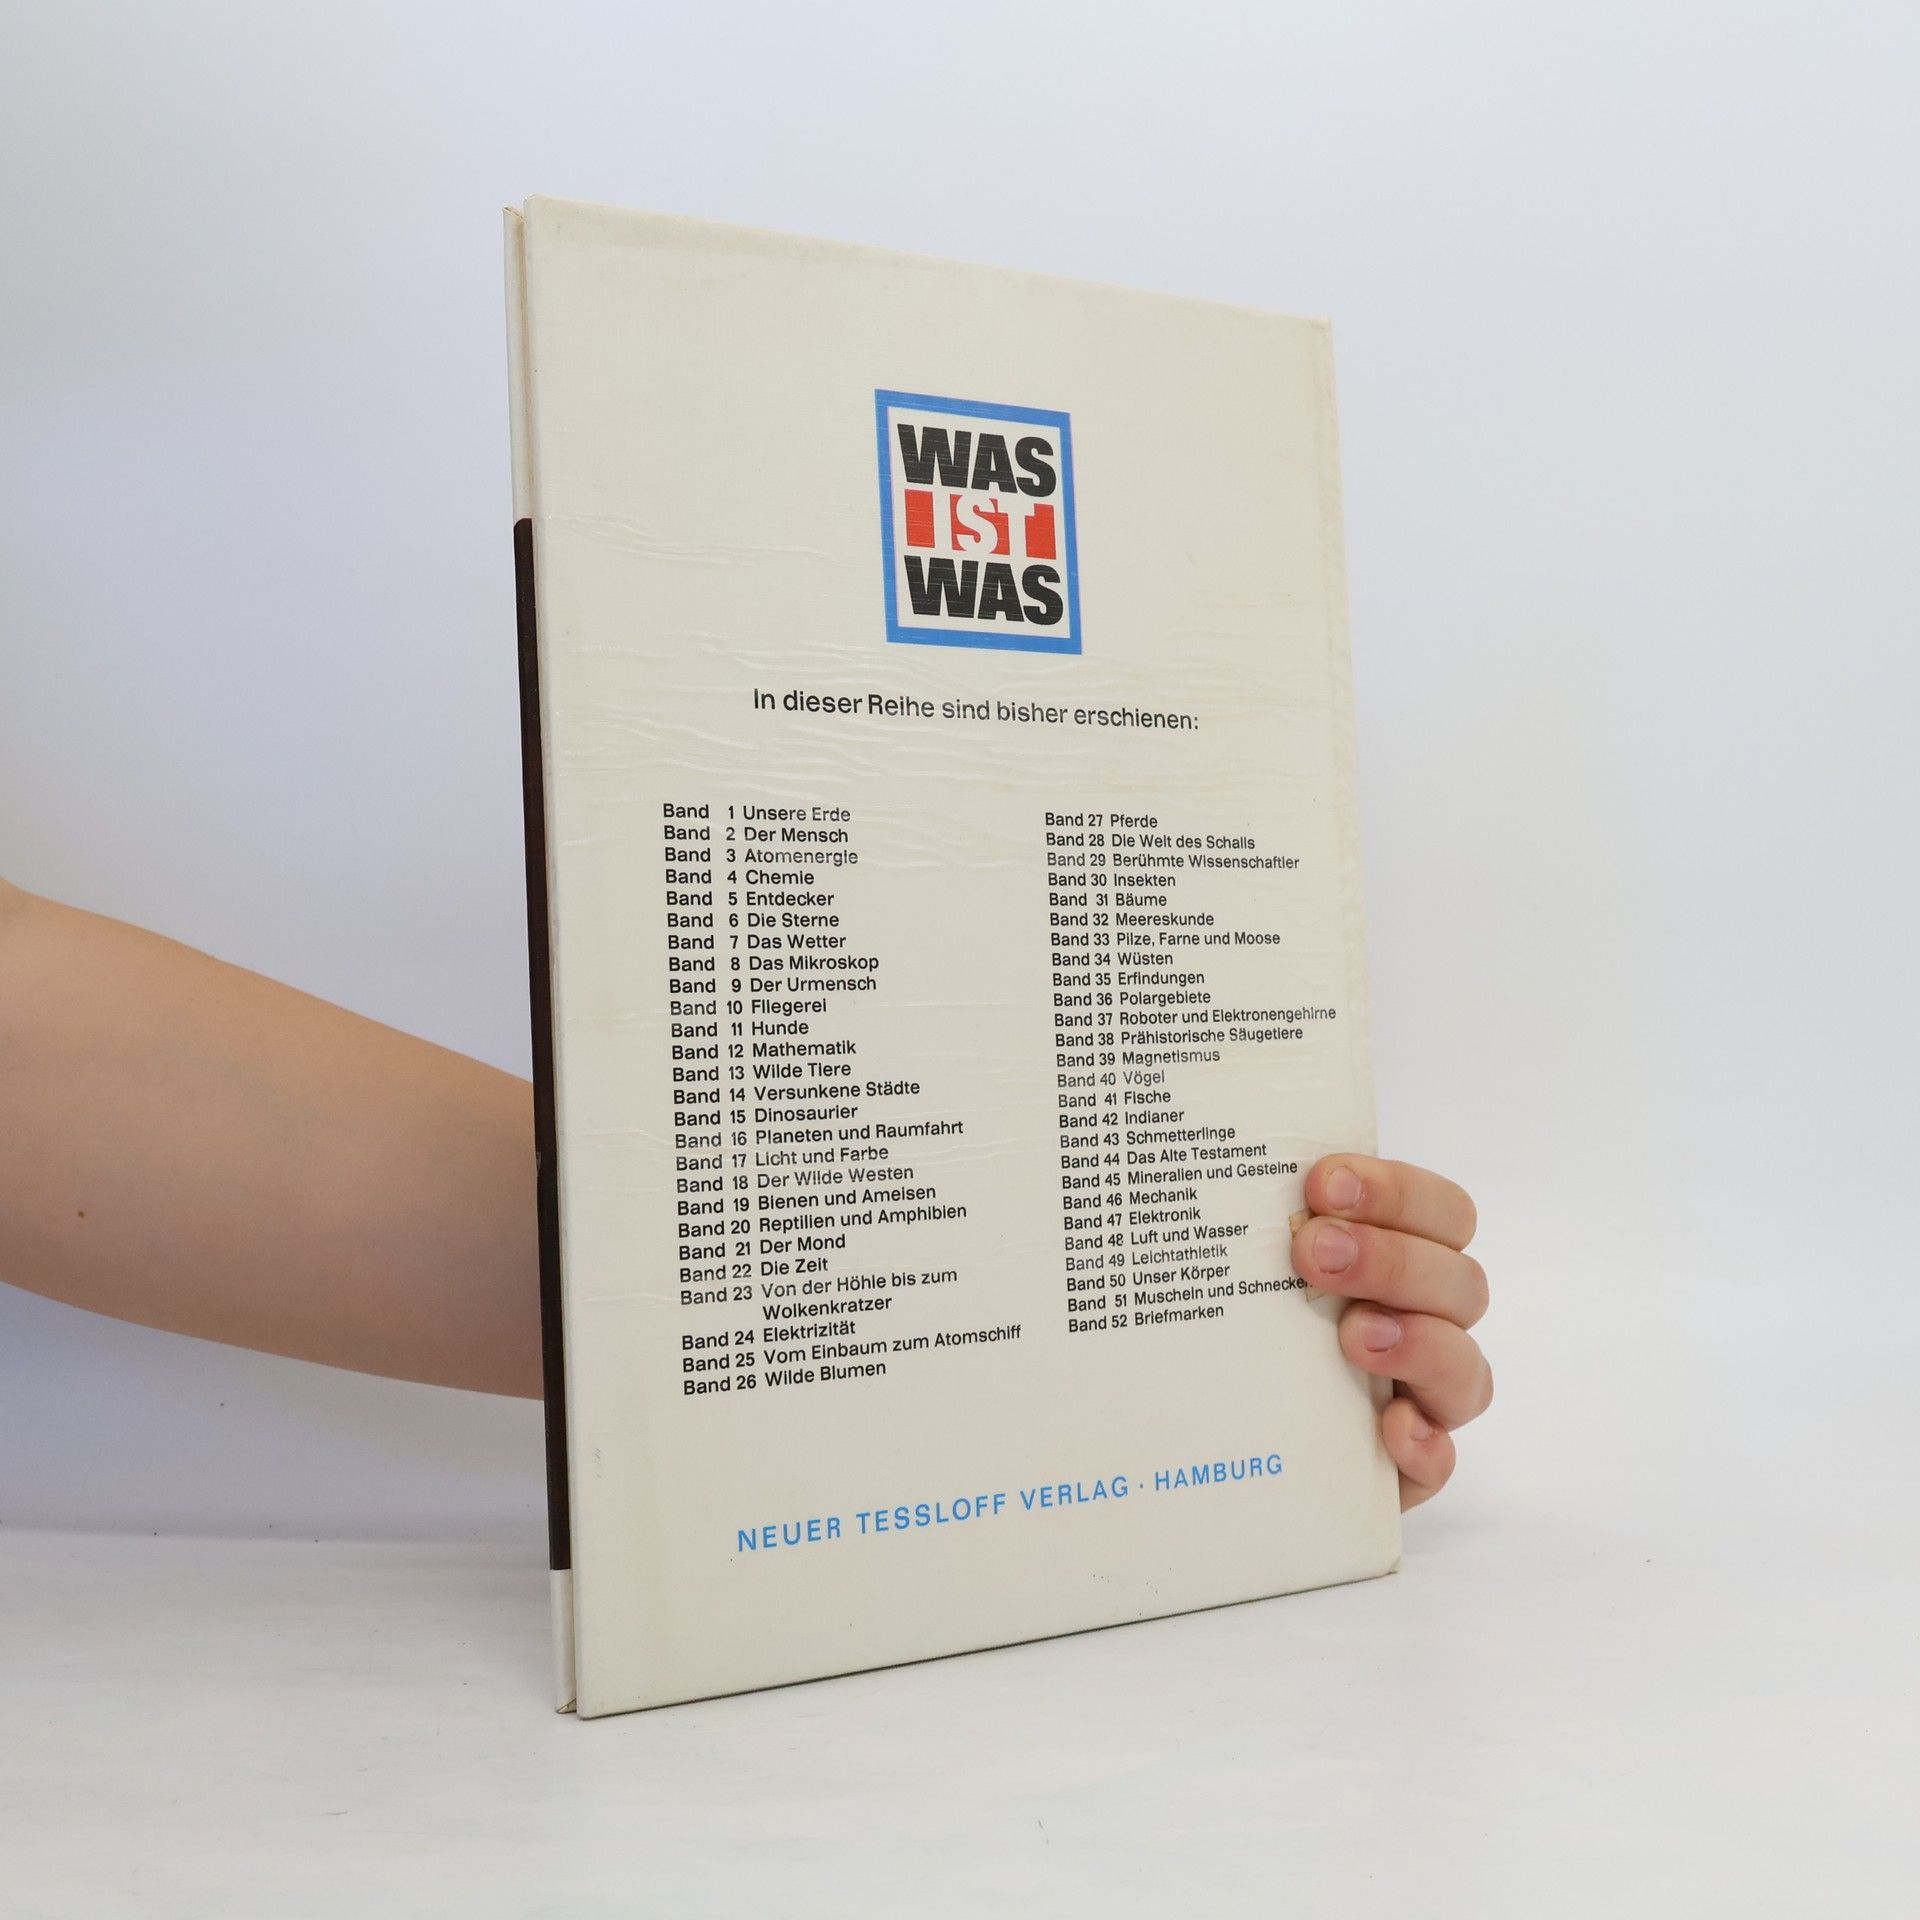 WAS
IST
WAS
In dieser Reihe sind bisher erschienen:
Band 1 Unsere Erde
Band 2 Der Mensch
Band 3 Atomenergie
Band 4 Chemie
Band 5 Entdecker
Band 6 Die Sterne
Band 7 Das Wetter
Band 8 Das Mikroskop
Band 9 Der Urmensch
Band 10 Fliegerei
Band 11 Hunde
Band 12 Mathematik
Band 13 Wilde Tiere
Band 14 Versunkene Städte
Band 15 Dinosaurier
Band 16 Planeten und Raumfahrt
Band 17 Licht und Farbe
Band 18 Der Wilde Westen
Band 19 Bienen und Ameisen
Band 20 Reptilien und Amphibien
Band 21 Der Mond
Band 22 Die Zeit
Band 23 Von der Höhle bis zum
Wolkenkratzer
Band 24 Elektrizität
Band 25 Vom Einbaum zum Atomschiff
Band 26 Wilde Blumen
Band 27 Pferde
Band 28 Die Welt des Schalls
Band 29 Berühmte Wissenschaftler
Band 30 Insekten
Band 31 Bäume
Band 32 Meereskunde
Band 33 Pilze, Farne und Moose
Band 34 Wüsten
Band 35 Erfindungen
Band 36 Polargebiete
Band 37 Roboter und Elektronengehirne
Band 38 Prähistorische Säugetiere
Band 39 Magnetismus
Band 40 Vögel
Band 41 Fische
Band 42 Indianer
Band 43 Schmetterlinge
Band 44 Das Alte Testament
Band 45 Mineralien und Gesteine
Band 46 Mechanik
Band 47 Elektronik
Band 48 Luft und Wasser
Band 49 Leichtathletik
Band 50 Unser Körper
Band 51 Muscheln und Schnecken
Band 52 Briefmarken
NEUER TESSLOFF VERLAG · HAMBURG